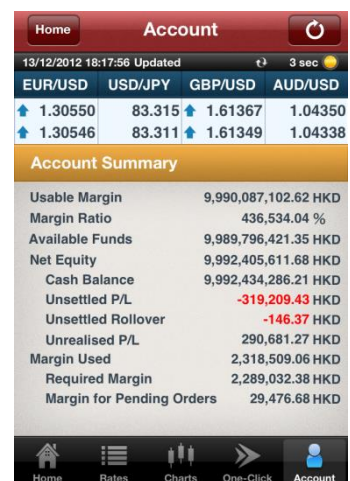 Home Account
13/12/2012 18:17:56 Updated 3 sec
EUR/USD USD/JPY GBP/USD AUD/USD
1.30550 83.315 1.61367 1.04350
1.30546 83.311 1.61349 1.04338
Account Summary
Usable Margin 9,990,087,102.62 HKD
Margin Ratio 436,534.04 %
Available Funds 9,989,796,421.35 HKD
Net Equity 9,992,405,611.68 HKD
Cash Balance 9,992,434,286.21 HKD
Unsettled P/L -319,209.43 HKD
Unsettled Rollover -146.37 HKD
Unrealised P/L 290,681.27 HKD
Margin Used 2,318,509.06 HKD
Required Margin 2,289,032.38 HKD
Margin for Pending Orders 29,476.68 HKD
Home Rates Charts One-Click Account